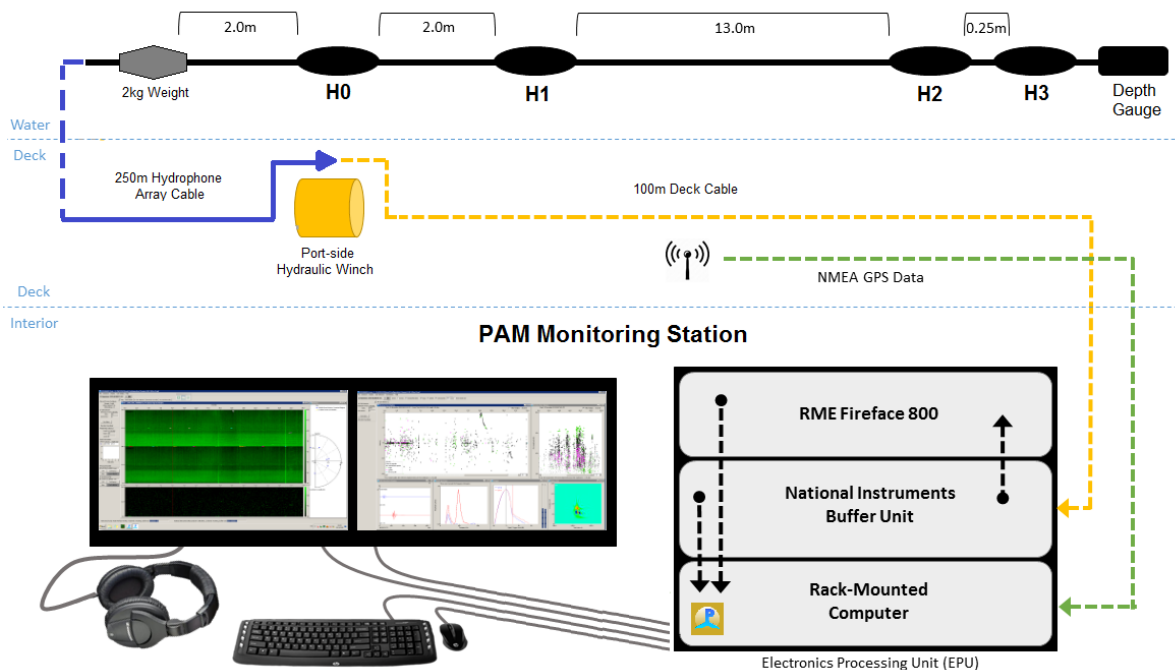 2.0m
2.0m
13.0m
0.25m
2kg Weight
H0
H1
H2
H3
Depth
Gauge
Water
Deck
250m Hydrophone
Array Cable
100m Deck Cable
Port-side
Hydraulic Winch
NMEA GPS Data
Deck
Interior
PAM Monitoring Station
RME Fireface 800
National Instruments
Buffer Unit
Rack-Mounted
Computer
P
Electronics Processing Unit (EPU)